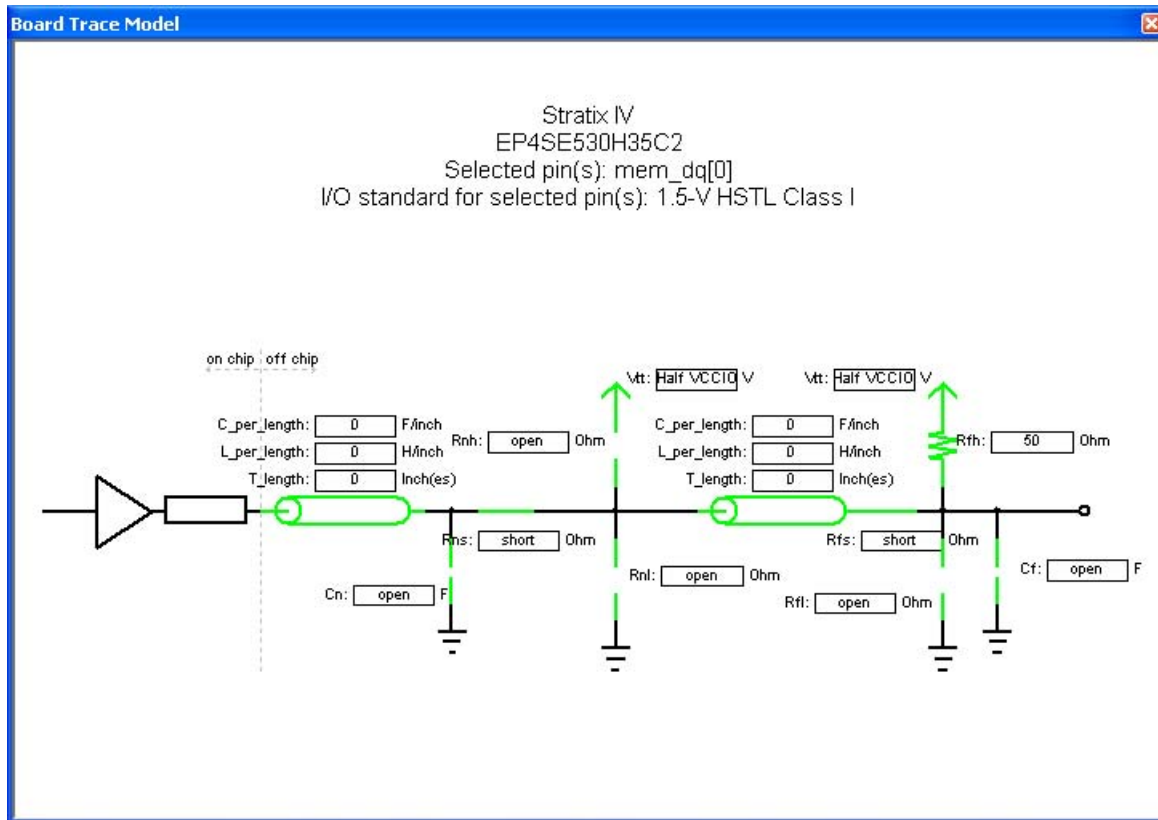 Board Trace Model
Stratix IV
EP4SE530H35C2
Selected pin(s): mem_dq[0]
I/O standard for selected pin(s): 1.5-V HSTL Class I
on chip off chip
Vtt: Half VCCIO V
Vtt: Half VCCIO V
C_per_length: 0 F/inch
L_per_length: 0 H/inch
T_length: 0 Inch(es)
Rnh: open Ohm
C_per_length: 0 F/inch
L_per_length: 0 H/inch
T_length: 0 Inch(es)
Rfh: 50 Ohm
Rns: short Ohm
Rfs: short Ohm
Cn: open F
Rnl: open Ohm
Rfl: open Ohm
Cf: open F